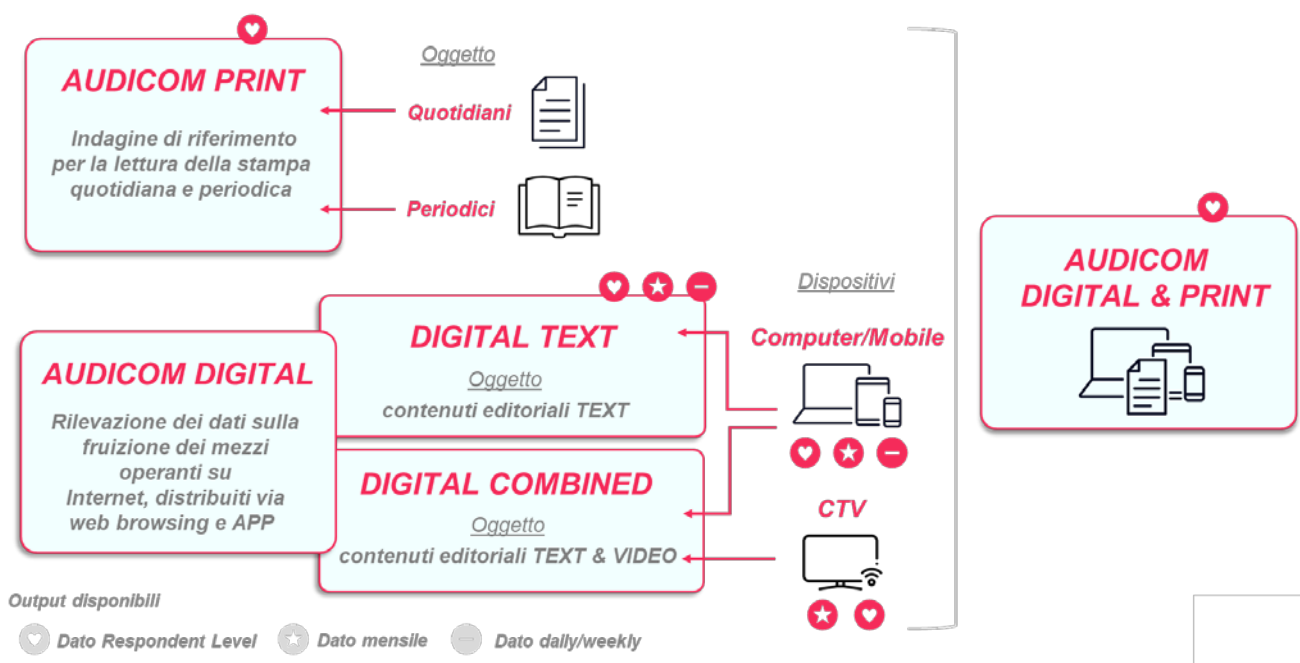 AUDICOM PRINT
Indagine di riferimento
per la lettura della stampa
quotidiana e periodica
Oggetto
Quotidiani
Periodici
AUDICOM DIGITAL
Rilevazione dei dati sulla
fruizione dei mezzi
operanti su
Internet, distribuiti via
web browsing e APP
DIGITAL TEXT
Oggetto
contenuti editoriali TEXT
DIGITAL COMBINED
Oggetto
contenuti editoriali TEXT & VIDEO
Dispositivi
Computer/Mobile
CTV
AUDICOM
DIGITAL & PRINT
Output disponibili
Dato Respondent Level
Dato mensile
Dato daily/weekly